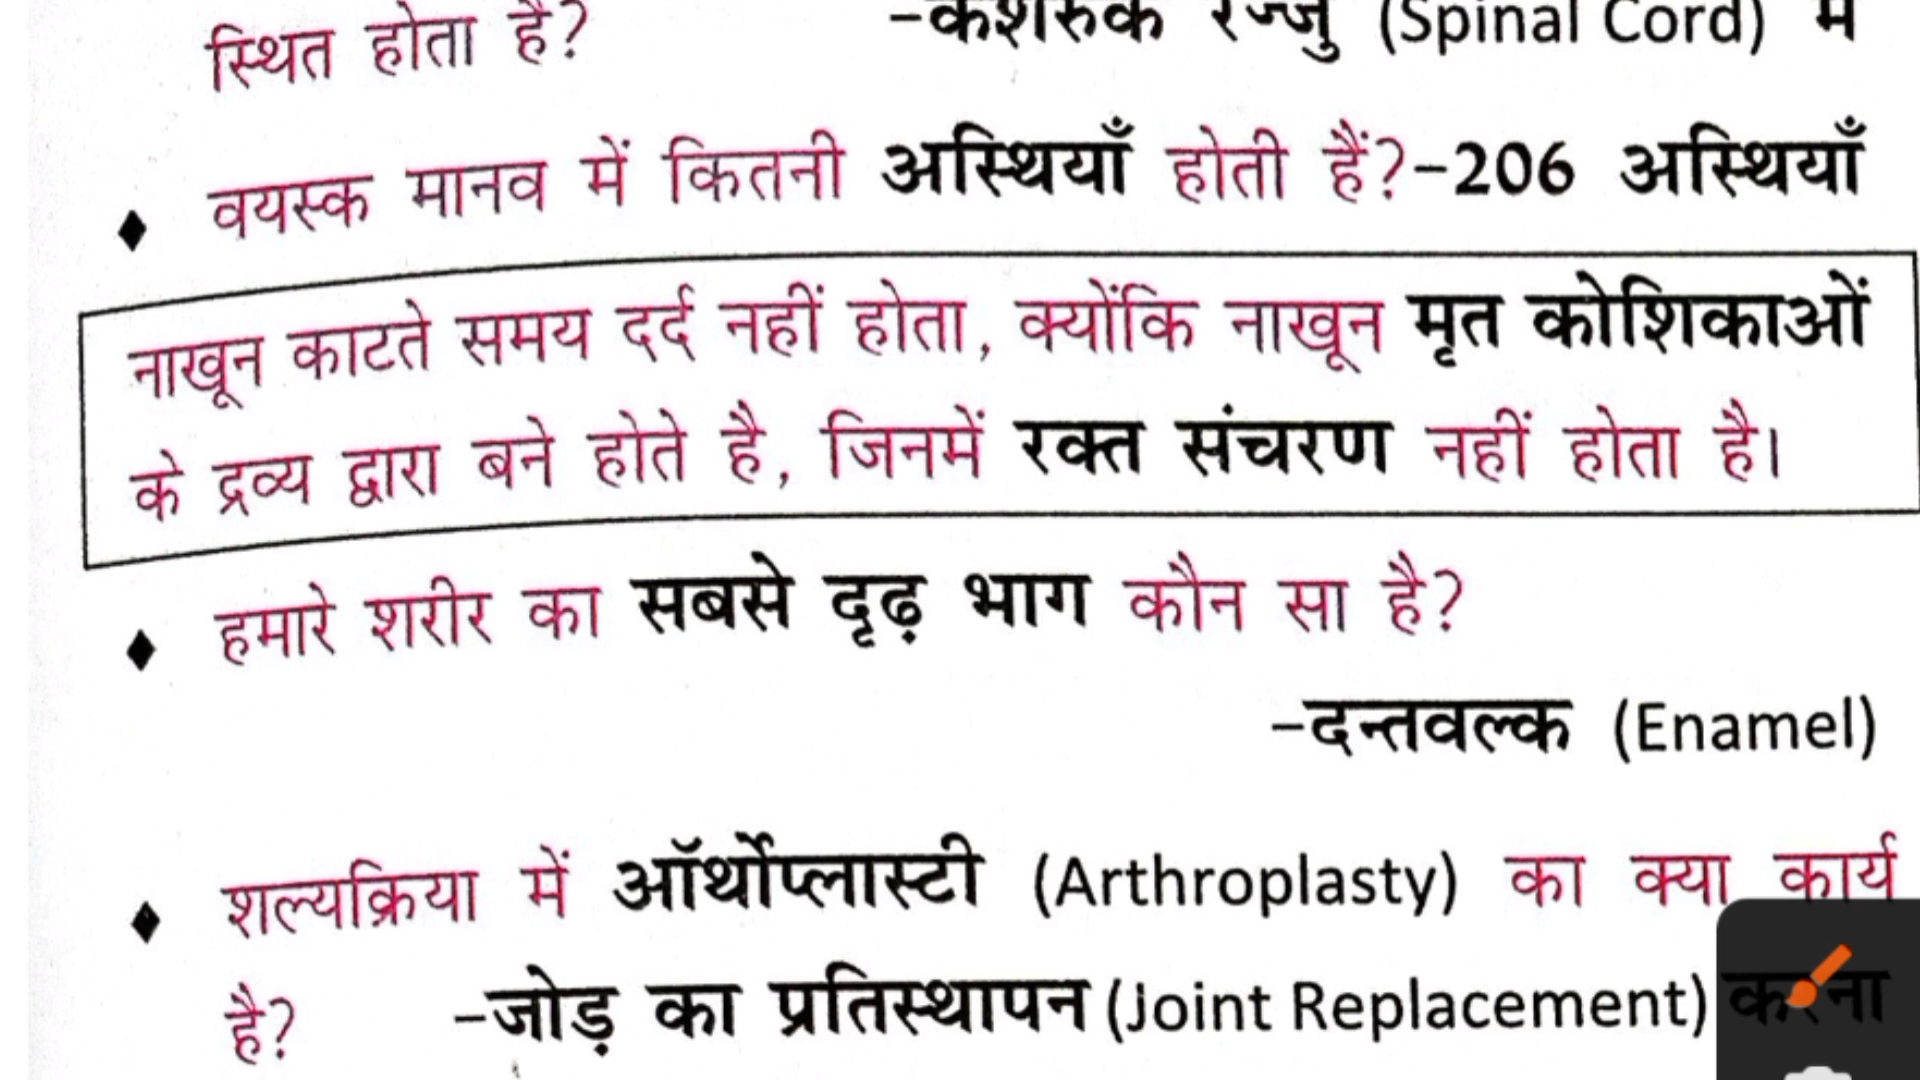 स्थित होता है? -कशेरुक रज्जु (Spinal Cord) में
♦ वयस्क मानव में कितनी अस्थियाँ होती हैं?-206 अस्थियाँ
नाखून काटते समय दर्द नहीं होता, क्योंकि नाखून मृत कोशिकाओं
के द्रव्य द्वारा बने होते है, जिनमें रक्त संचरण नहीं होता है।
♦ हमारे शरीर का सबसे दृढ़ भाग कौन सा है?
-दन्तवल्क (Enamel)
♦ शल्यक्रिया में ऑर्थोप्लास्टी (Arthroplasty) का क्या कार्य
है? -जोड़ का प्रतिस्थापन (Joint Replacement) करना